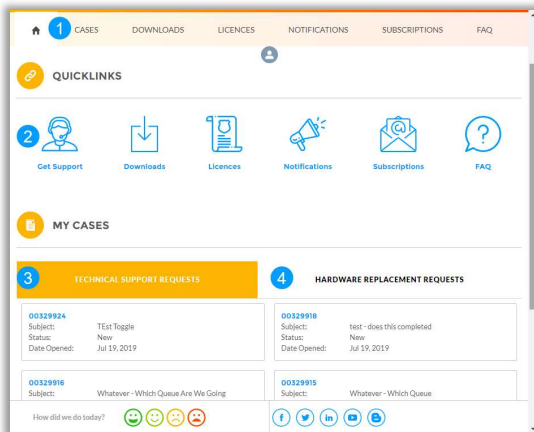 1 CASES DOWNLOADS LICENCES NOTIFICATIONS SUBSCRIPTIONS FAQ
QUICKLINKS
2
Get Support Downloads Licences Notifications Subscriptions FAQ
MY CASES
3 TECHNICAL SUPPORT REQUESTS
4 HARDWARE REPLACEMENT REQUESTS
00329924
Subject: TEst Toggle
Status: New
Date Opened: Jul 19, 2019
00329918
Subject: test - does this completed
Status: New
Date Opened: Jul 19, 2019
00329916
Subject: Whatever - Which Queue Are We Going
00329915
Subject: Whatever - Which Queue
How did we do today?